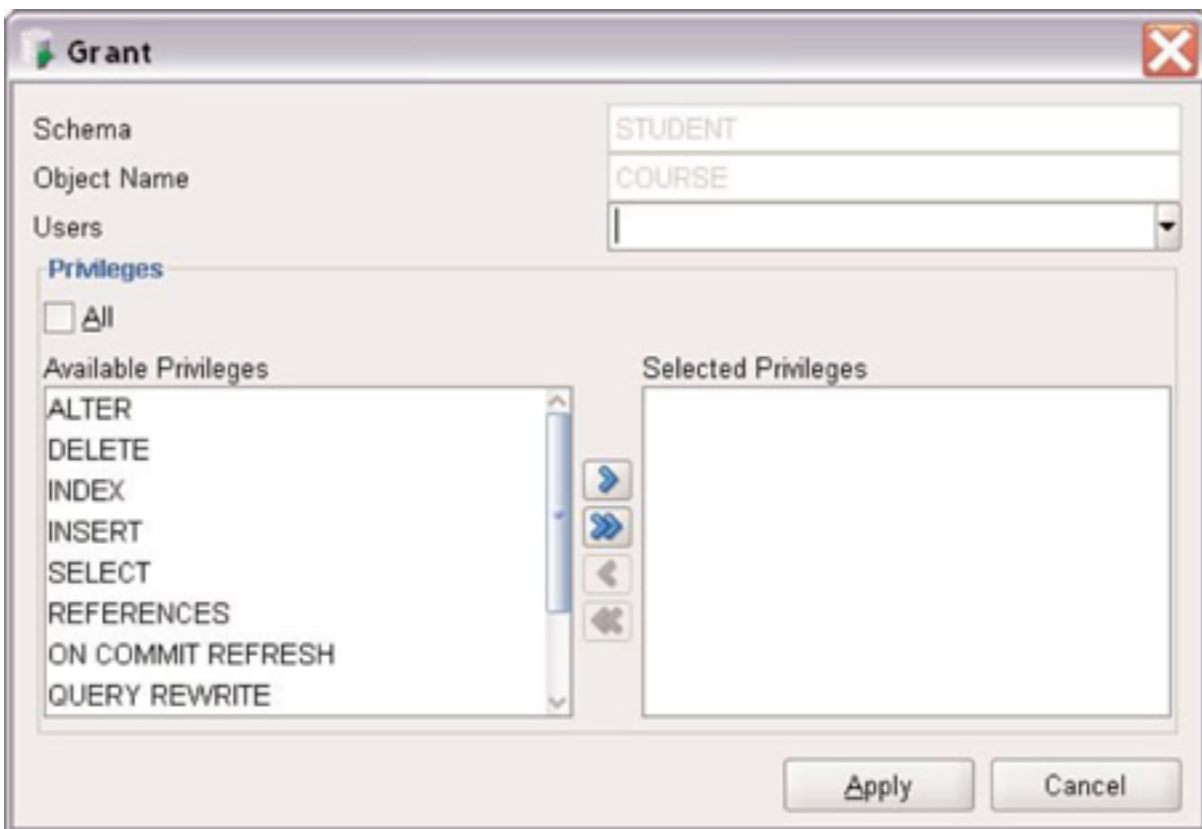 Grant
Schema
STUDENT
Object Name
COURSE
Users
Privileges
All
Available Privileges
ALTER
DELETE
INDEX
INSERT
SELECT
REFERENCES
ON COMMIT REFRESH
QUERY REWRITE
Selected Privileges
Apply
Cancel